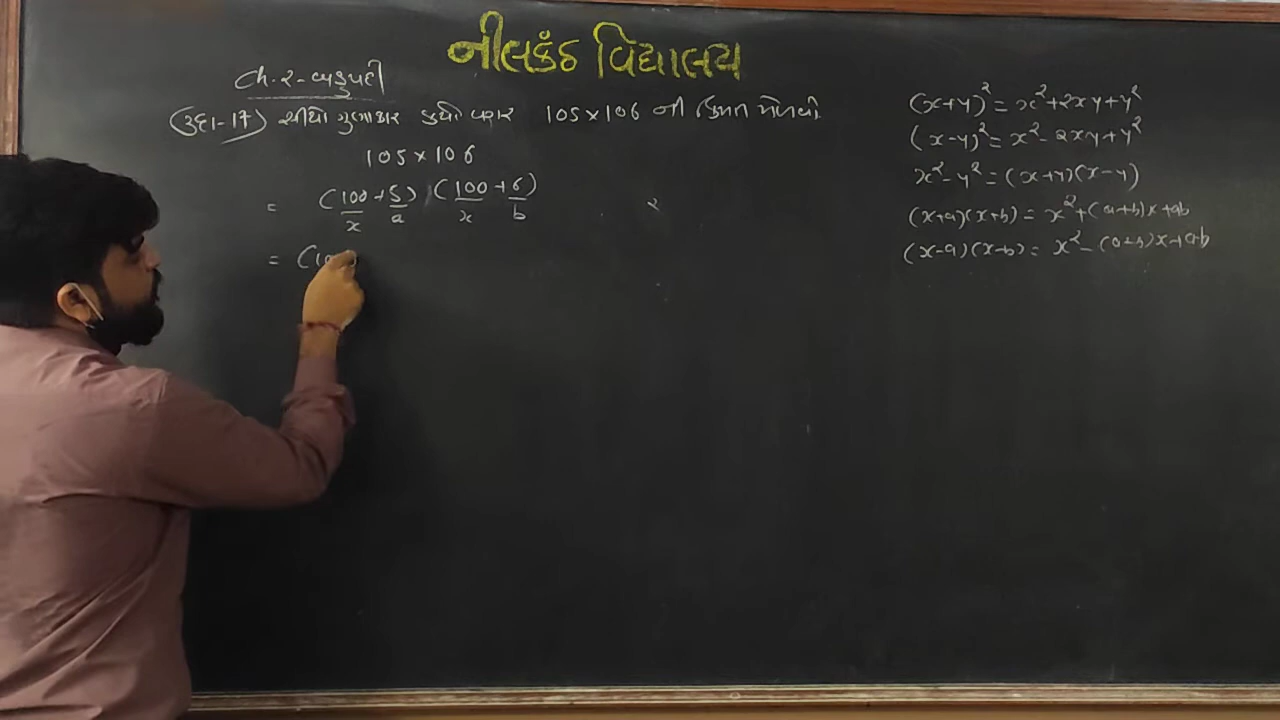 નીલકંઠ વિદ્યાલય
Ch. 2 - બહુપદી
ઉદા-17) સીધો ગુણાકાર કર્યા વગર 105 × 106 ની કિંમત મેળવો.
105 × 106
= (100 + 5) (100 + 6)
x a x b
= (10
(x+y)² = x² + 2xy + y²
(x-y)² = x² - 2xy + y²
x² - y² = (x+y)(x-y)
(x+a)(x+b) = x² + (a+b)x + ab
(x-a)(x-b) = x² - (a+b)x + ab